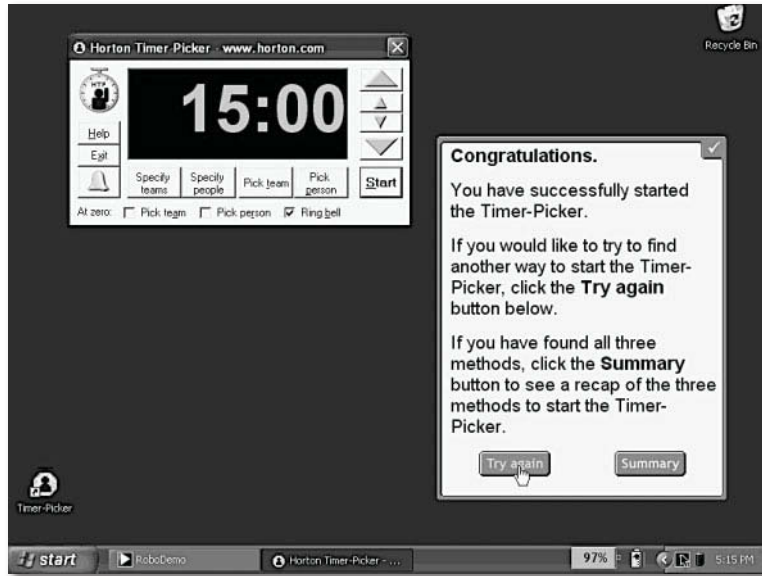 Recycle Bin
Horton Timer-Picker - www.horton.com
HTP
15:00
Help
Exit
Specify teams
Specify people
Pick team
Pick person
Start
At zero:
Pick team
Pick person
Ring bell
Congratulations.
You have successfully started
the Timer-Picker.
If you would like to try to find
another way to start the Timer-
Picker, click the Try again
button below.
If you have found all three
methods, click the Summary
button to see a recap of the three
methods to start the Timer-
Picker.
Try again
Summary
Timer-Picker
start
RoboDemo
Horton Timer-Picker - ...
97%
5:15 PM